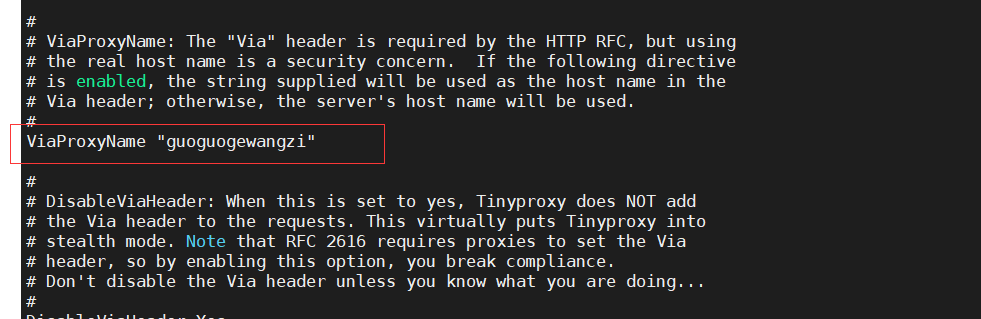 #
# ViaProxyName: The "Via" header is required by the HTTP RFC, but using
# the real host name is a security concern.  If the following directive
# is enabled, the string supplied will be used as the host name in the
# Via header; otherwise, the server's host name will be used.
#
ViaProxyName "guoguogewangzi"
#
# DisableViaHeader: When this is set to yes, Tinyproxy does NOT add
# the Via header to the requests. This virtually puts Tinyproxy into
# stealth mode. Note that RFC 2616 requires proxies to set the Via
# header, so by enabling this option, you break compliance.
# Don't disable the Via header unless you know what you are doing...
#
DisableViaHeader Yes